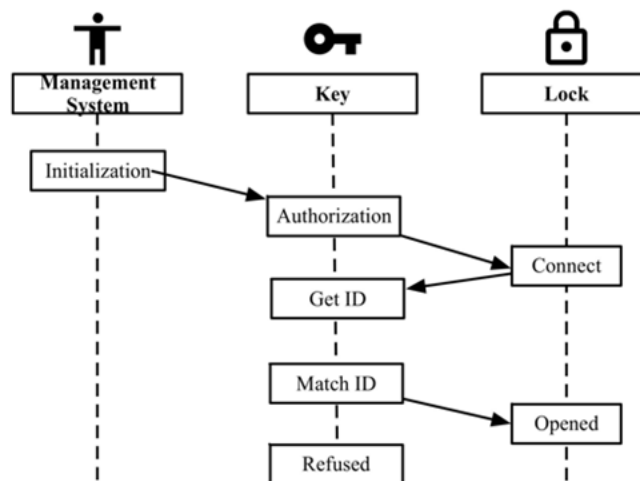 Management
System
Key
Lock
Initialization
Authorization
Connect
Get ID
Match ID
Opened
Refused